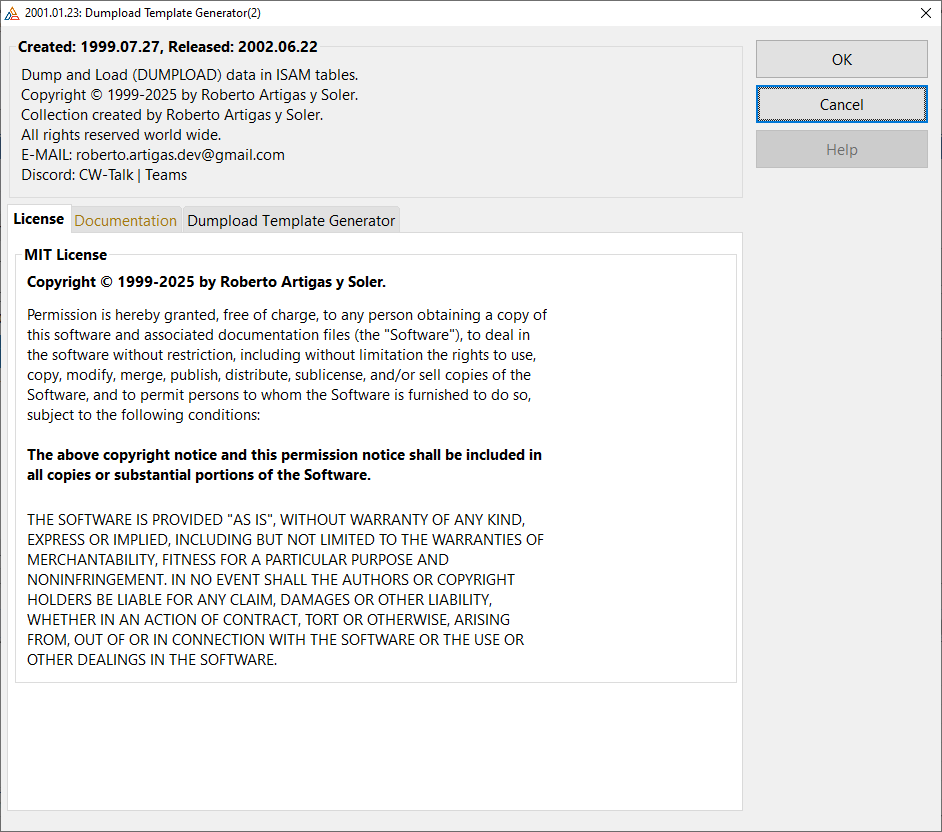 2001.01.23: Dumpload Template Generator(2)
Created: 1999.07.27, Released: 2002.06.22
Dump and Load (DUMPLOAD) data in ISAM tables.
Copyright © 1999-2025 by Roberto Artigas y Soler.
Collection created by Roberto Artigas y Soler.
All rights reserved world wide.
E-MAIL: roberto.artigas.dev@gmail.com
Discord: CW-Talk | Teams
OK
Cancel
Help
License Documentation Dumpload Template Generator
MIT License
Copyright © 1999-2025 by Roberto Artigas y Soler.
Permission is hereby granted, free of charge, to any person obtaining a copy of
this software and associated documentation files (the "Software"), to deal in
the software without restriction, including without limitation the rights to use,
copy, modify, merge, publish, distribute, sublicense, and/or sell copies of the
Software, and to permit persons to whom the Software is furnished to do so,
subject to the following conditions:
The above copyright notice and this permission notice shall be included in
all copies or substantial portions of the Software.
THE SOFTWARE IS PROVIDED "AS IS", WITHOUT WARRANTY OF ANY KIND,
EXPRESS OR IMPLIED, INCLUDING BUT NOT LIMITED TO THE WARRANTIES OF
MERCHANTABILITY, FITNESS FOR A PARTICULAR PURPOSE AND
NONINFRINGEMENT. IN NO EVENT SHALL THE AUTHORS OR COPYRIGHT
HOLDERS BE LIABLE FOR ANY CLAIM, DAMAGES OR OTHER LIABILITY,
WHETHER IN AN ACTION OF CONTRACT, TORT OR OTHERWISE, ARISING
FROM, OUT OF OR IN CONNECTION WITH THE SOFTWARE OR THE USE OR
OTHER DEALINGS IN THE SOFTWARE.